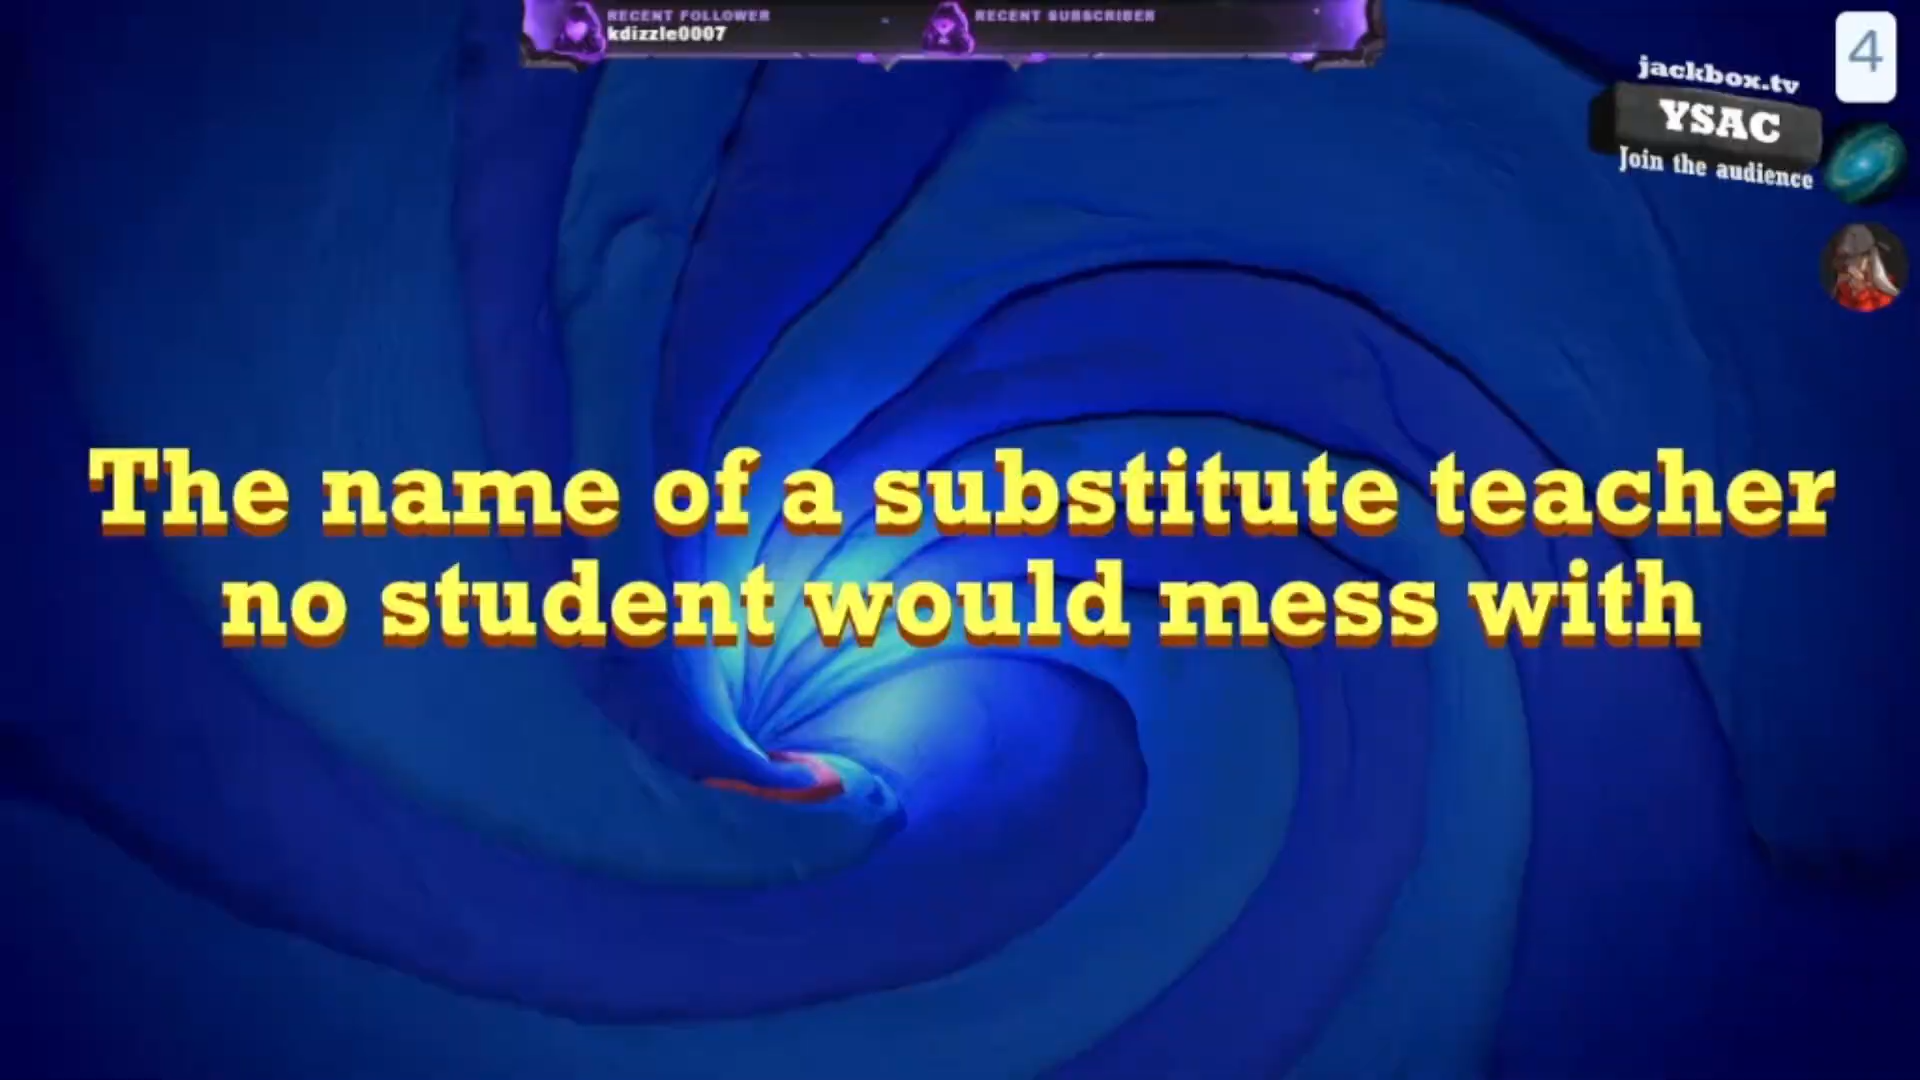 RECENT FOLLOWER
kdizzle0007
RECENT SUBSCRIBER
4
jackbox.tv
YSAC
Join the audience
The name of a substitute teacher
no student would mess with